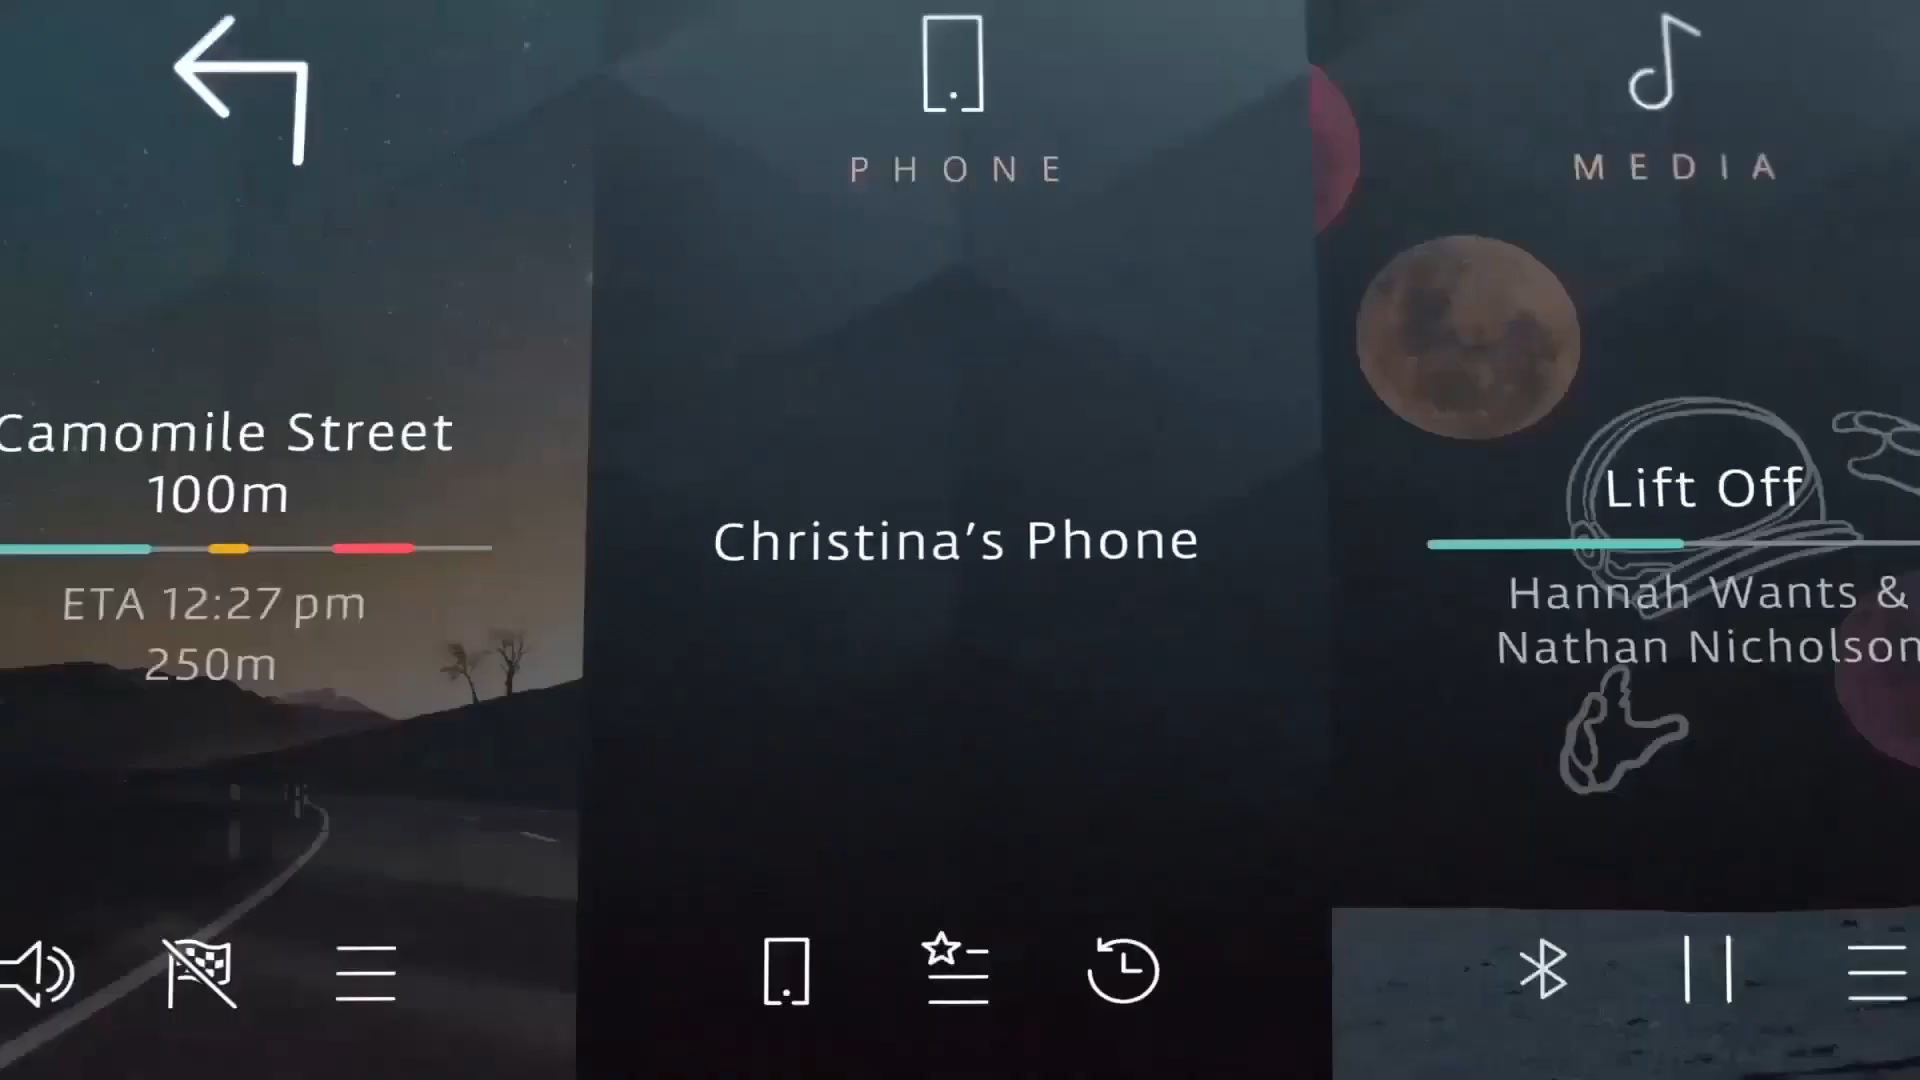 Camomile Street
100m
ETA 12:27 pm
250m
PHONE
Christina's Phone
MEDIA
Lift Off
Hannah Wants &
Nathan Nicholson